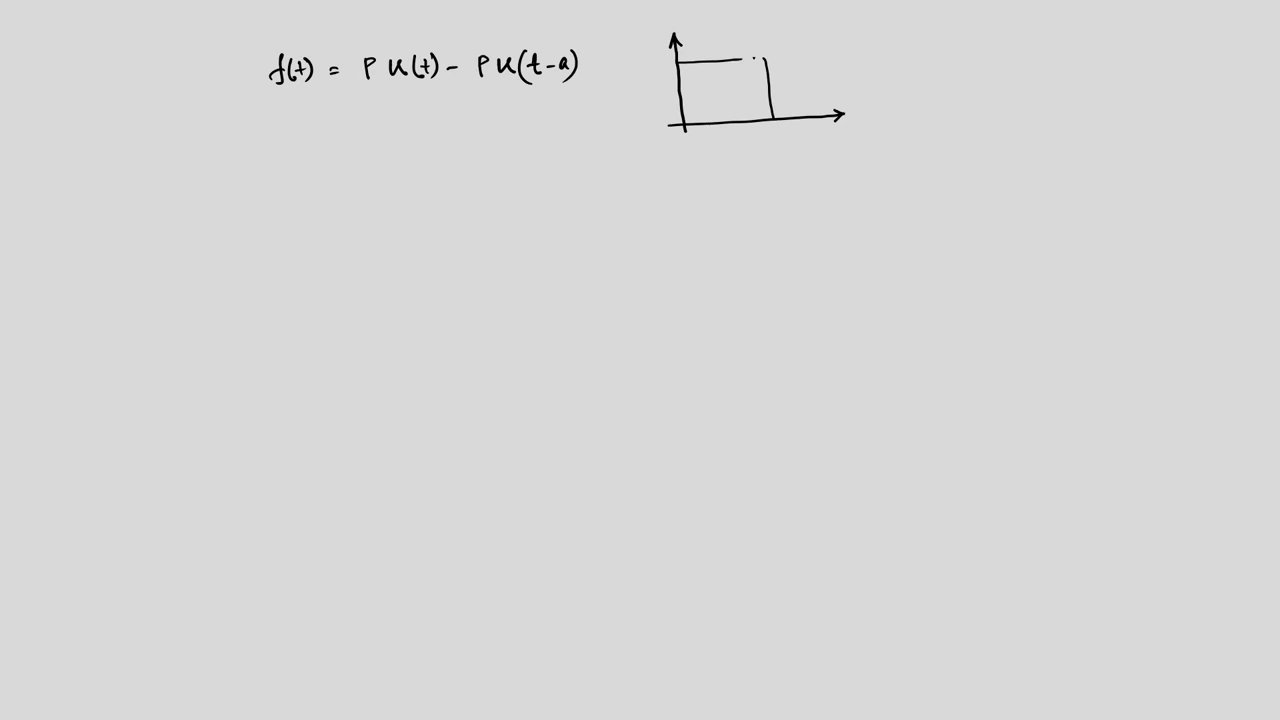 f(t) = P u(t) - P u(t-a)